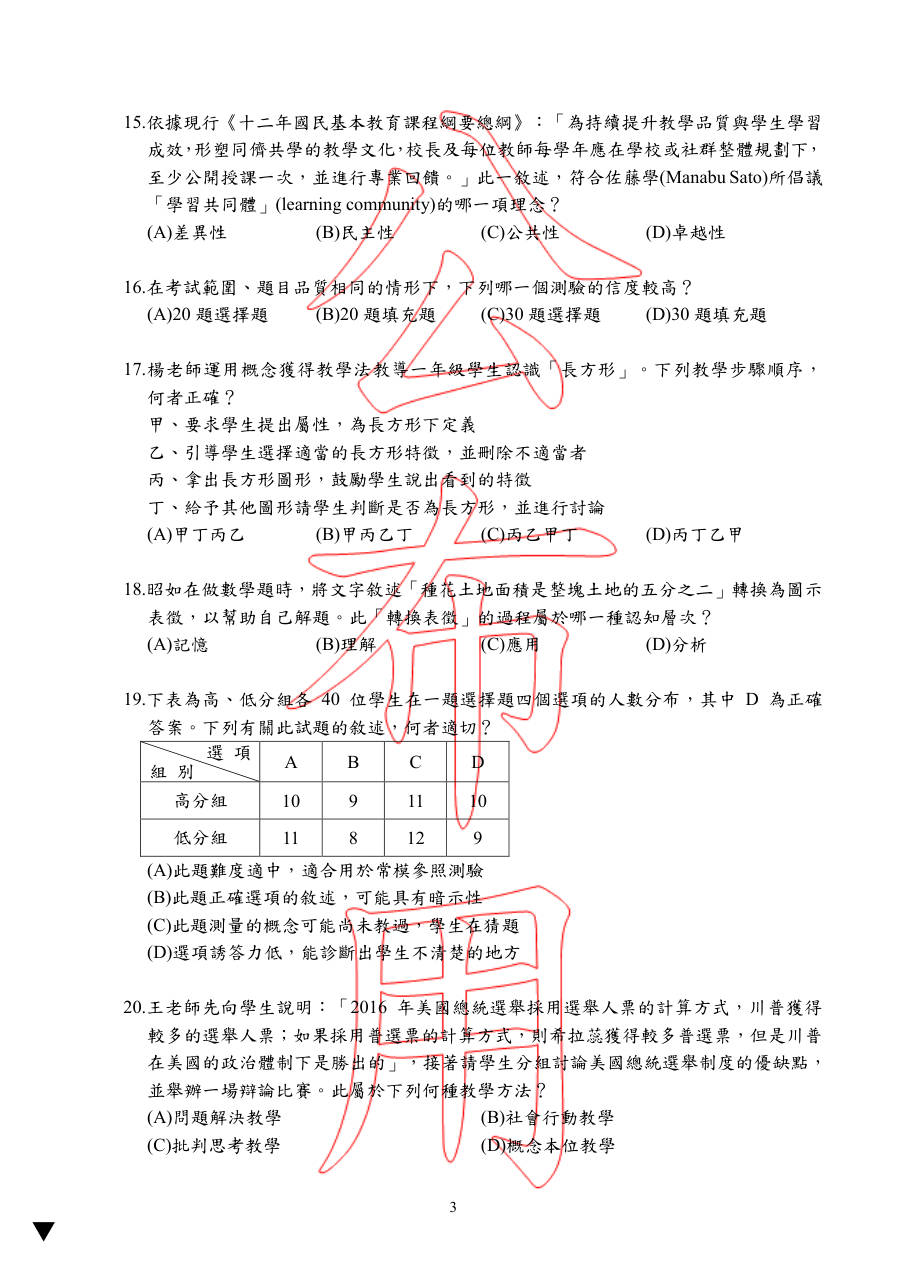 15.依據現行《十二年國民基本教育課程綱要總綱》：「為持續提升教學品質與學生學習
成效，形塑同儕共學的教學文化，校長及每位教師每學年應在學校或社群整體規劃下，
至少公開授課一次，並進行專業回饋。」此一敘述，符合佐藤學(Manabu Sato)所倡議
「學習共同體」(learning community)的哪一項理念？
(A)差異性 (B)民主性 (C)公共性 (D)卓越性
16.在考試範圍、題目品質相同的情形下，下列哪一個測驗的信度較高？
(A)20 題選擇題 (B)20 題填充題 (C)30 題選擇題 (D)30 題填充題
17.楊老師運用概念獲得教學法教導一年級學生認識「長方形」。下列教學步驟順序，
何者正確？
甲、要求學生提出屬性，為長方形下定義
乙、引導學生選擇適當的長方形特徵，並刪除不適當者
丙、拿出長方形圖形，鼓勵學生說出看到的特徵
丁、給予其他圖形請學生判斷是否為長方形，並進行討論
(A)甲丁丙乙 (B)甲丙乙丁 (C)丙乙甲丁 (D)丙丁乙甲
18.昭如在做數學題時，將文字敘述「種花土地面積是整塊土地的五分之二」轉換為圖示
表徵，以幫助自己解題。此「轉換表徵」的過程屬於哪一種認知層次？
(A)記憶 (B)理解 (C)應用 (D)分析
19.下表為高、低分組各 40 位學生在一題選擇題四個選項的人數分布，其中 D 為正確
答案。下列有關此試題的敘述，何者適切？
選 項 A B C D
組 別
高分組 10 9 11 10
低分組 11 8 12 9
(A)此題難度適中，適合用於常模參照測驗
(B)此題正確選項的敘述，可能具有暗示性
(C)此題測量的概念可能尚未教過，學生在猜題
(D)選項誘答力低，能診斷出學生不清楚的地方
20.王老師先向學生說明：「2016 年美國總統選舉採用選舉人票的計算方式，川普獲得
較多的選舉人票；如果採用普選票的計算方式，則希拉蕊獲得較多普選票，但是川普
在美國的政治體制下是勝出的」，接著請學生分組討論美國總統選舉制度的優缺點，
並舉辦一場辯論比賽。此屬於下列何種教學方法？
(A)問題解決教學 (B)社會行動教學
(C)批判思考教學 (D)概念本位教學
3
公
布
用